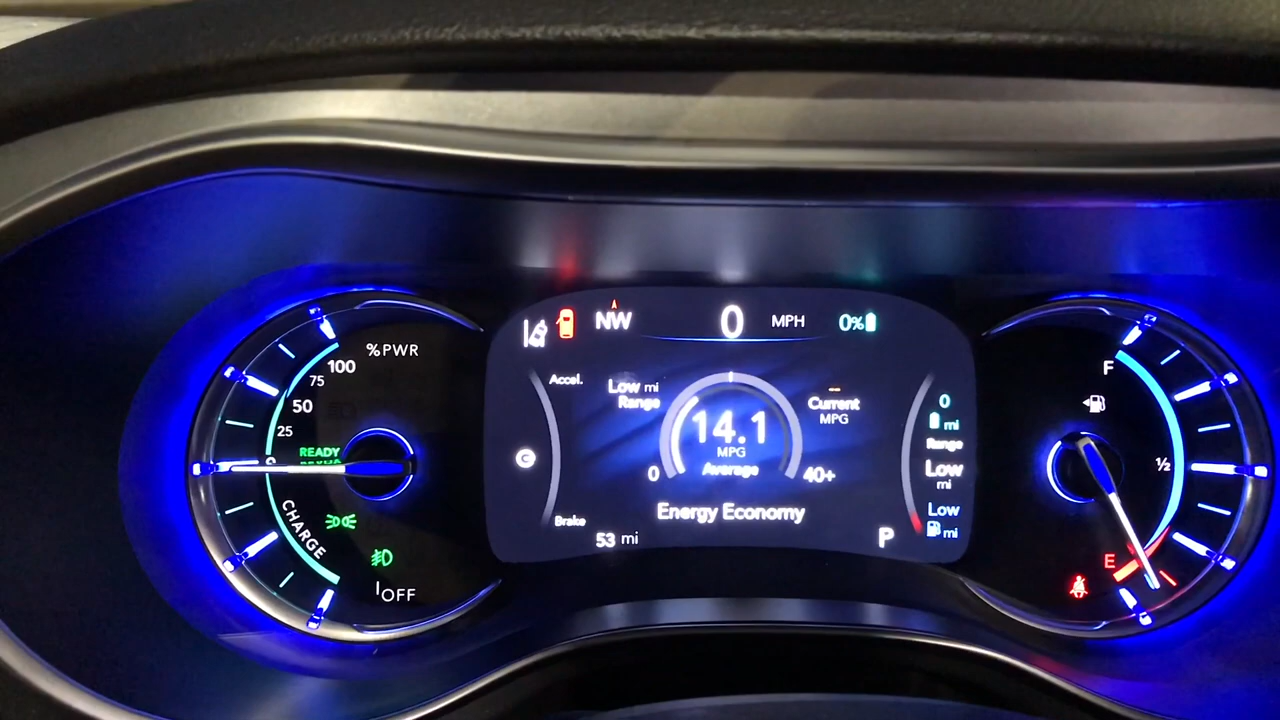 %PWR
100
75
50
25
READY
0
CHARGE
OFF
NW
0 MPH
0%
Accel.
Low mi
Range
14.1
MPG
Average
0
40+
--
Current
MPG
Energy Economy
Brake
53 mi
P
0
mi
Range
Low
mi
Low
mi
F
½
E